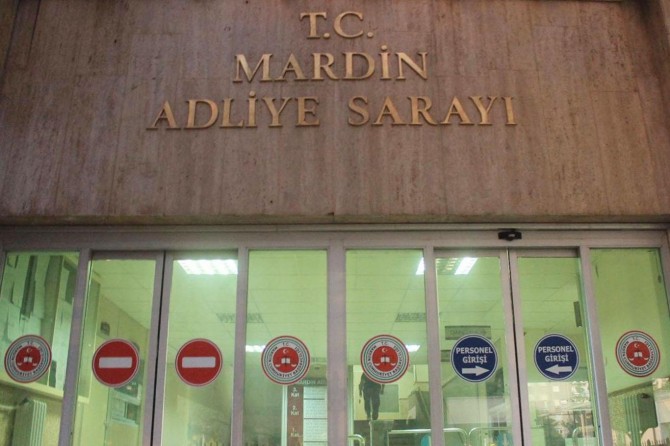 T.C.
MARDİN
ADLİYE SARAYI
PERSONEL
GİRİŞİ
PERSONEL
GİRİŞİ